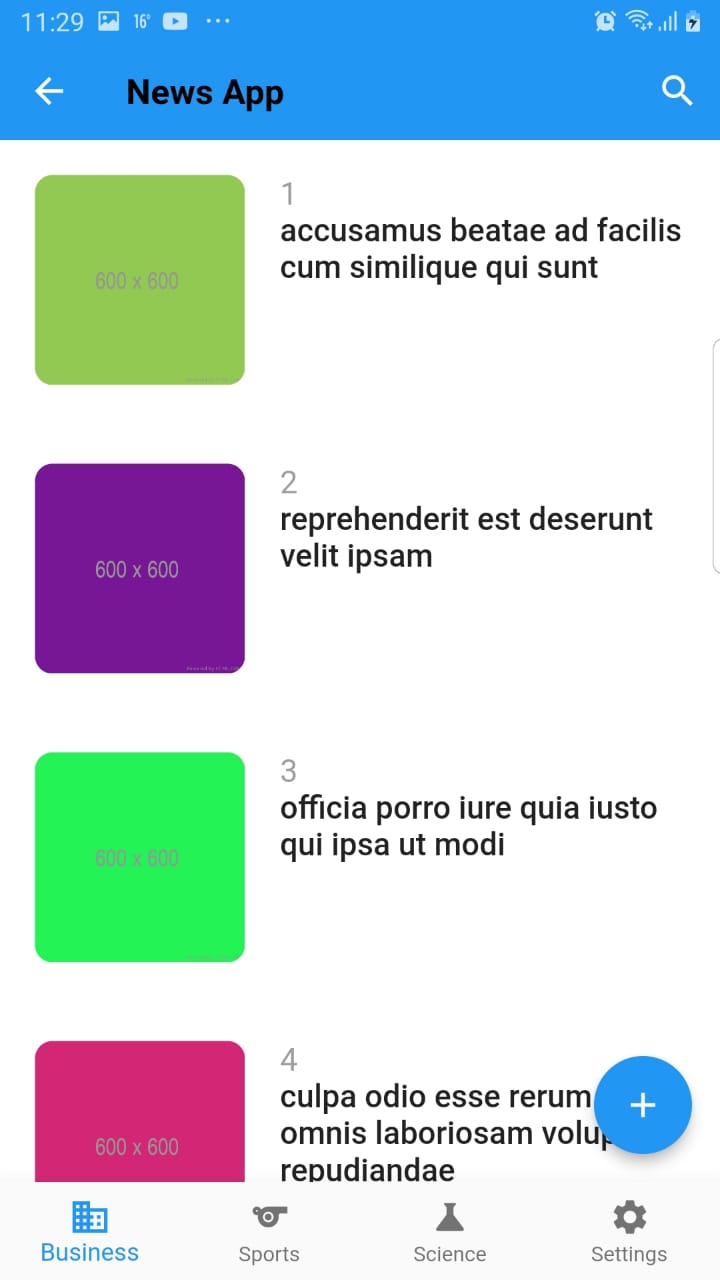 11:29 16°
News App
600 x 600
1
accusamus beatae ad facilis
cum similique qui sunt
600 x 600
2
reprehenderit est deserunt
velit ipsam
600 x 600
3
officia porro iure quia iusto
qui ipsa ut modi
600 x 600
4
culpa odio esse rerum
omnis laboriosam volup
repudiandae
Business Sports Science Settings